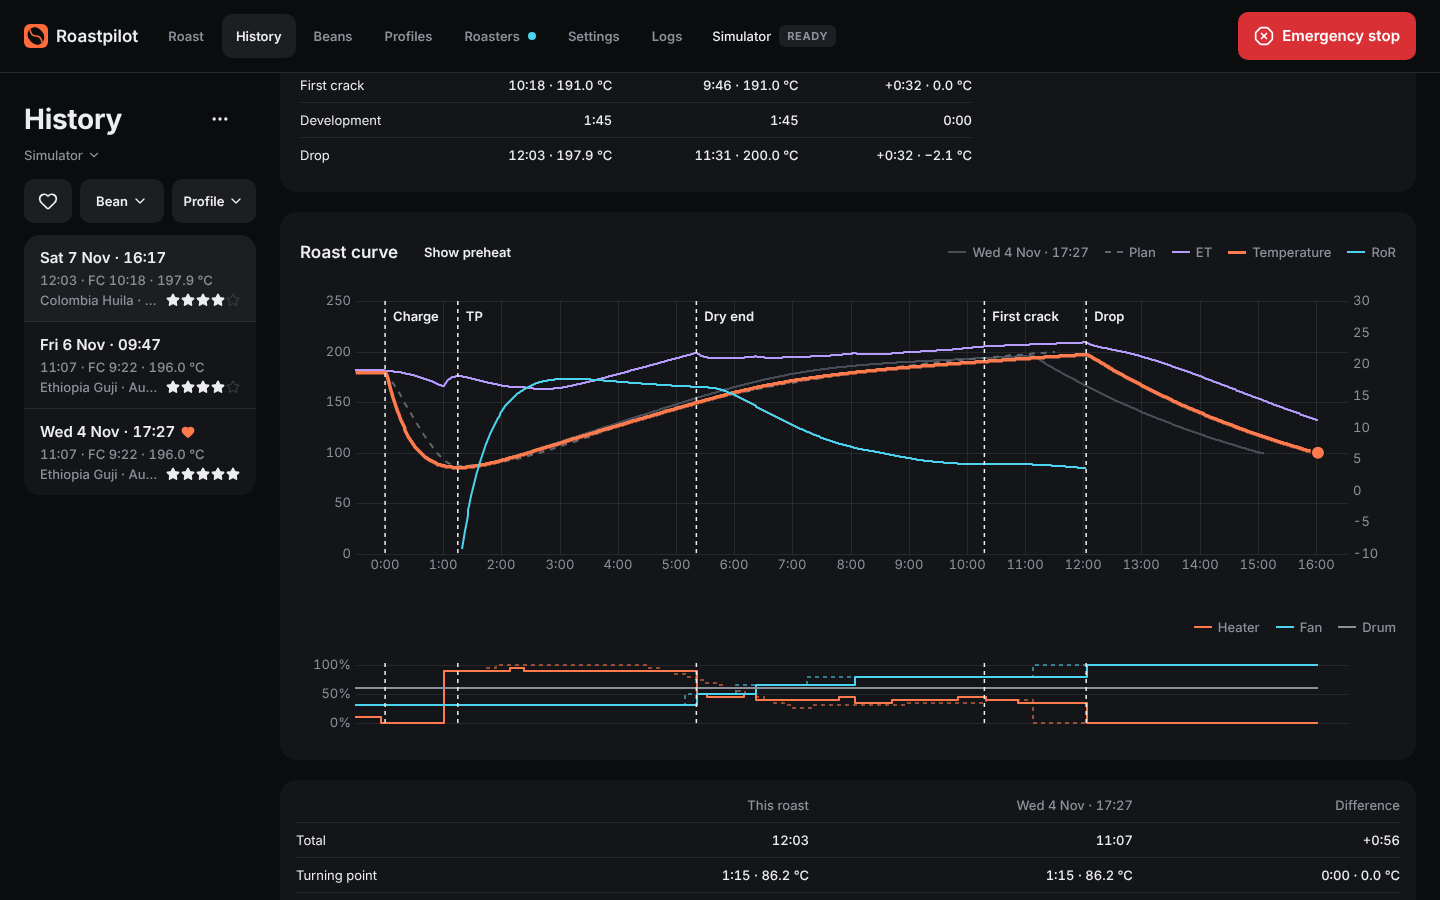 Roastpilot Roast History Beans Profiles Roasters Settings Logs Simulator READY Emergency stop
History ...
Simulator
Bean Profile
Sat 7 Nov · 16:17
12:03 · FC 10:18 · 197.9 °C
Colombia Huila · ...
Fri 6 Nov · 09:47
11:07 · FC 9:22 · 196.0 °C
Ethiopia Guji · Au...
Wed 4 Nov · 17:27
11:07 · FC 9:22 · 196.0 °C
Ethiopia Guji · Au...
First crack 10:18 · 191.0 °C 9:46 · 191.0 °C +0:32 · 0.0 °C
Development 1:45 1:45 0:00
Drop 12:03 · 197.9 °C 11:31 · 200.0 °C +0:32 · −2.1 °C
Roast curve Show preheat Wed 4 Nov · 17:27 Plan ET Temperature RoR
250 30
Charge TP Dry end First crack Drop
25
200
20
150 15
10
100
5
50 0
-5
0 -10
0:00 1:00 2:00 3:00 4:00 5:00 6:00 7:00 8:00 9:00 10:00 11:00 12:00 13:00 14:00 15:00 16:00
Heater Fan Drum
100%
50%
0%
This roast Wed 4 Nov · 17:27 Difference
Total 12:03 11:07 +0:56
Turning point 1:15 · 86.2 °C 1:15 · 86.2 °C 0:00 · 0.0 °C